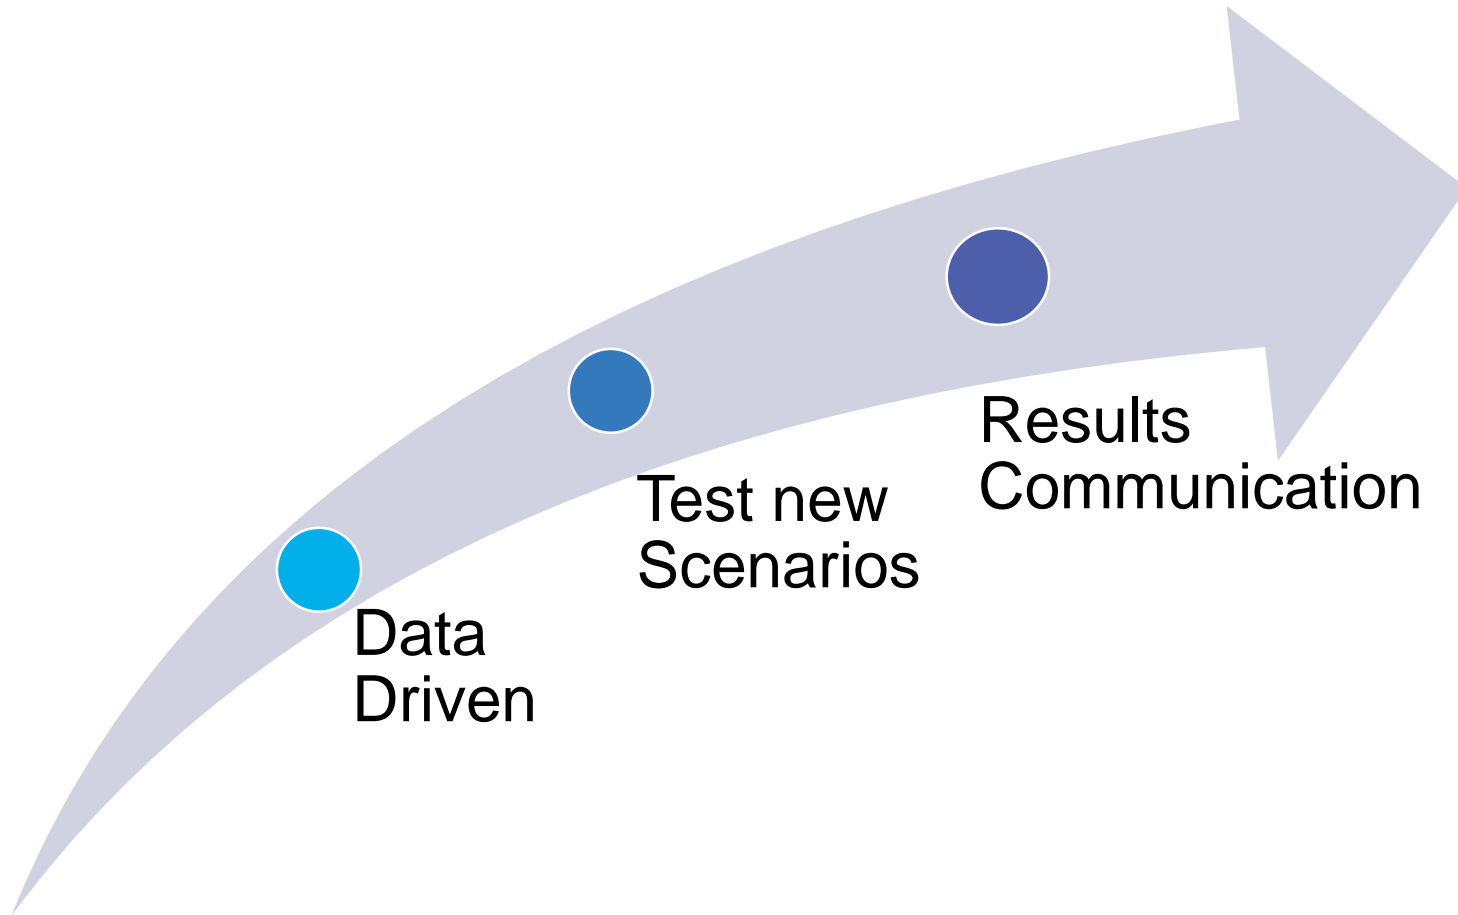 Data
Driven
Test new
Scenarios
Results
Communication